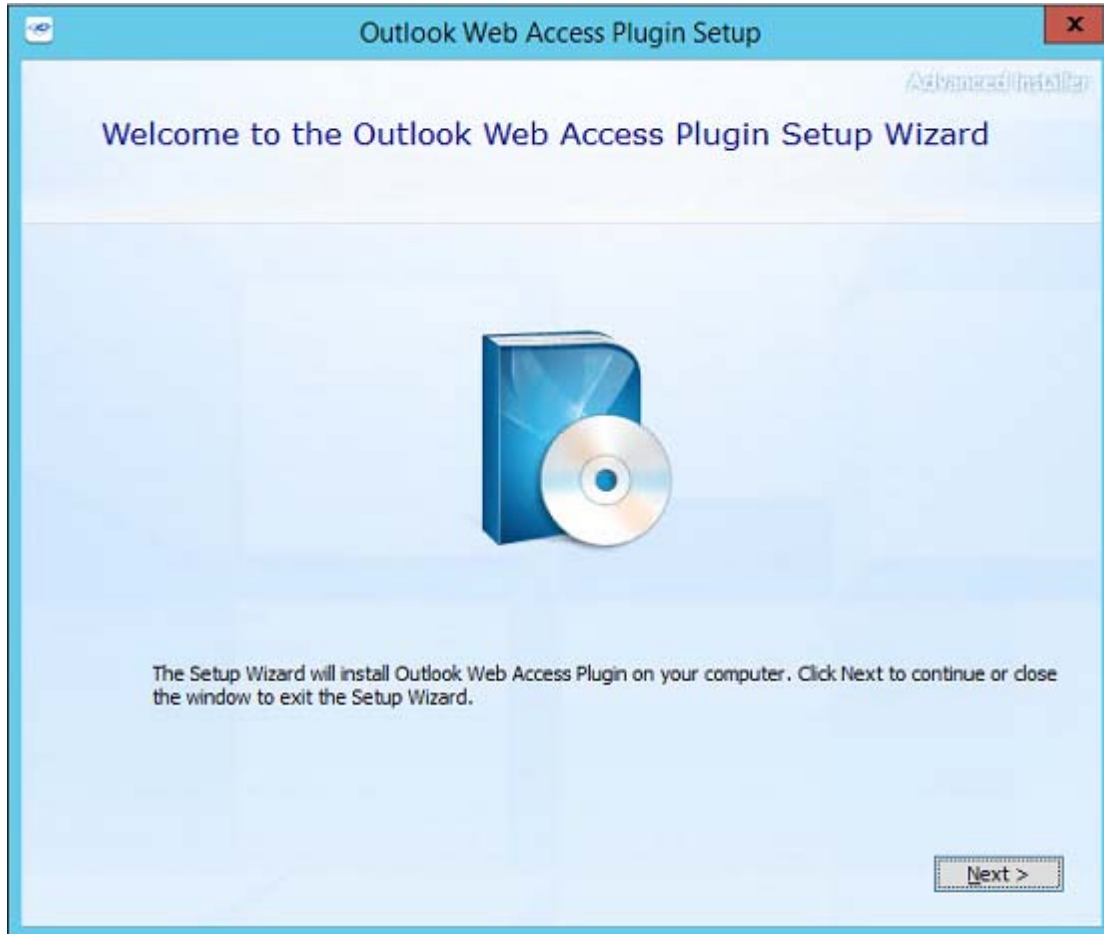 Outlook Web Access Plugin Setup
x
Advanced Installer
Welcome to the Outlook Web Access Plugin Setup Wizard
The Setup Wizard will install Outlook Web Access Plugin on your computer. Click Next to continue or close
the window to exit the Setup Wizard.
Next >